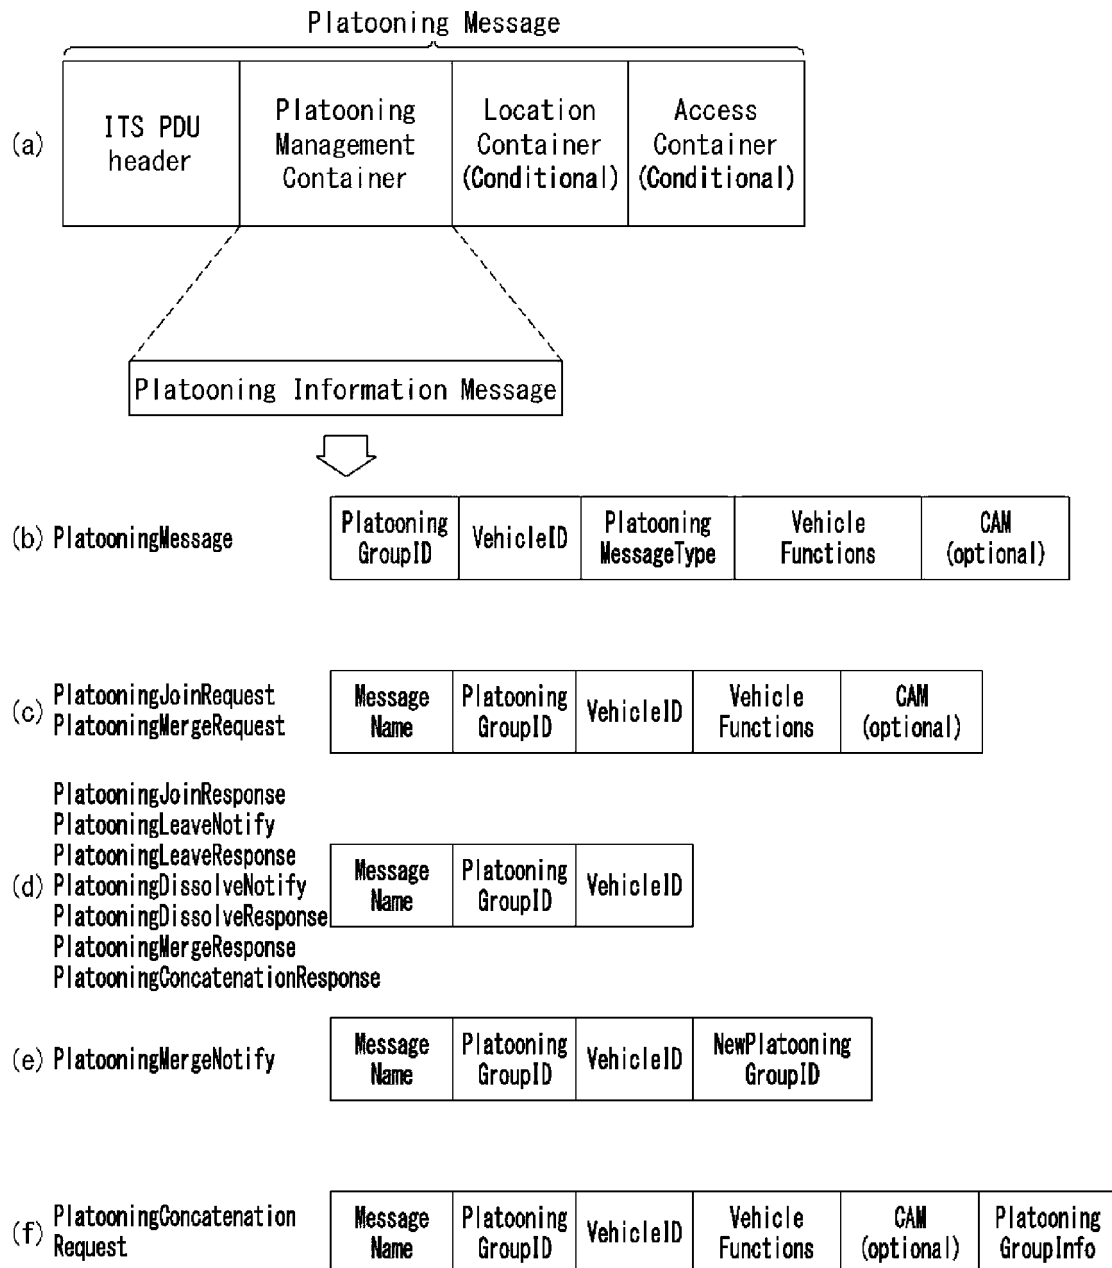 Platooning Message
(a)
ITS PDU
header
Platooning
Management
Container
Location
Container
(Conditional)
Access
Container
(Conditional)
Platooning Information Message
(b) PlatooningMessage
Platooning
GroupID
VehicleID
Platooning
MessageType
Vehicle
Functions
CAM
(optional)
(c)
PlatooningJoinRequest
PlatooningMergeRequest
Message
Name
Platooning
GroupID
VehicleID
Vehicle
Functions
CAM
(optional)
(d)
PlatooningJoinResponse
PlatooningLeaveNotify
PlatooningLeaveResponse
PlatooningDissolveNotify
PlatooningDissolveResponse
PlatooningMergeResponse
PlatooningConcatenationResponse
Message
Name
Platooning
GroupID
VehicleID
(e) PlatooningMergeNotify
Message
Name
Platooning
GroupID
VehicleID
NewPlatooning
GroupID
(f)
PlatooningConcatenation
Request
Message
Name
Platooning
GroupID
VehicleID
Vehicle
Functions
CAM
(optional)
Platooning
GroupInfo